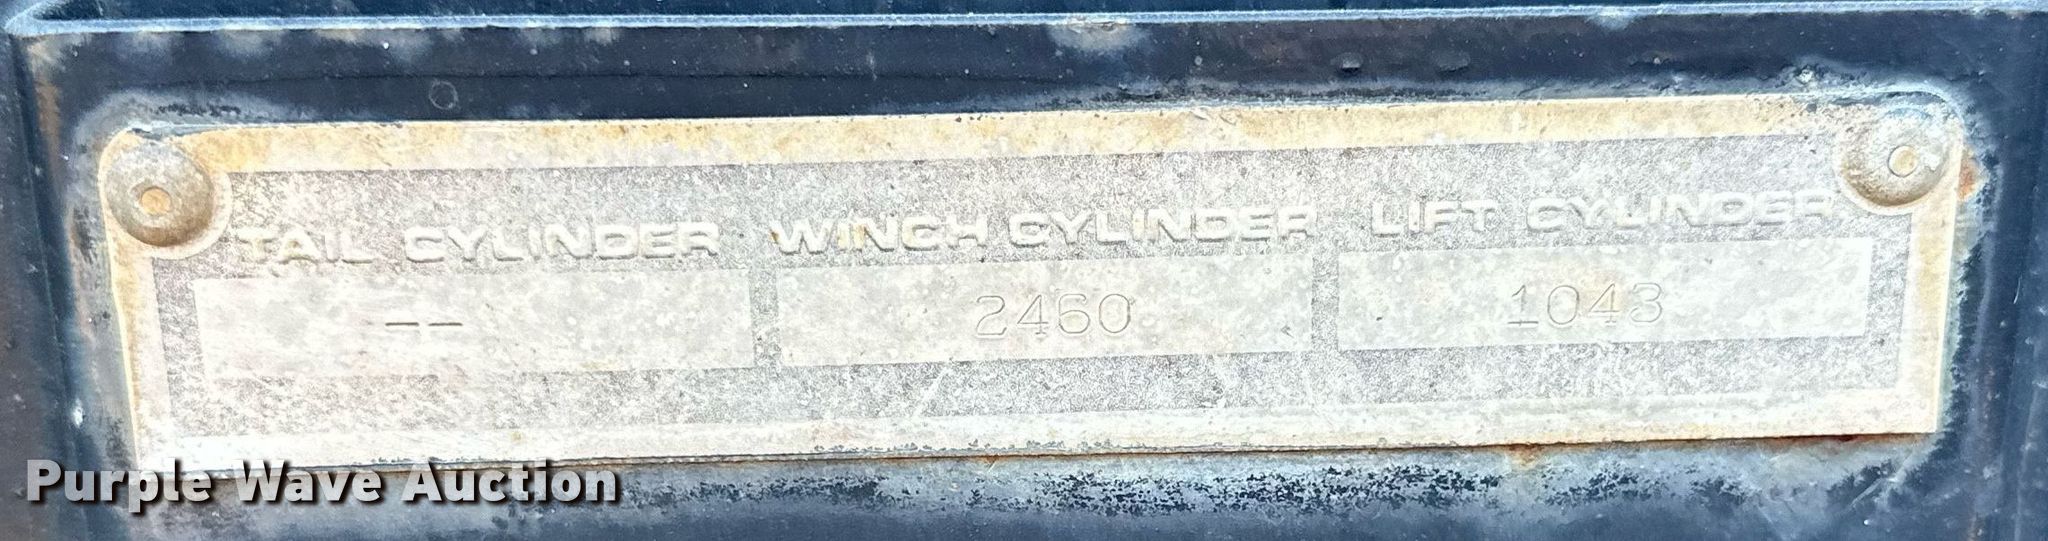 TAIL CYLINDER WINCH CYLINDER LIFT CYLINDER
-- 2460 1043
Purple Wave Auction